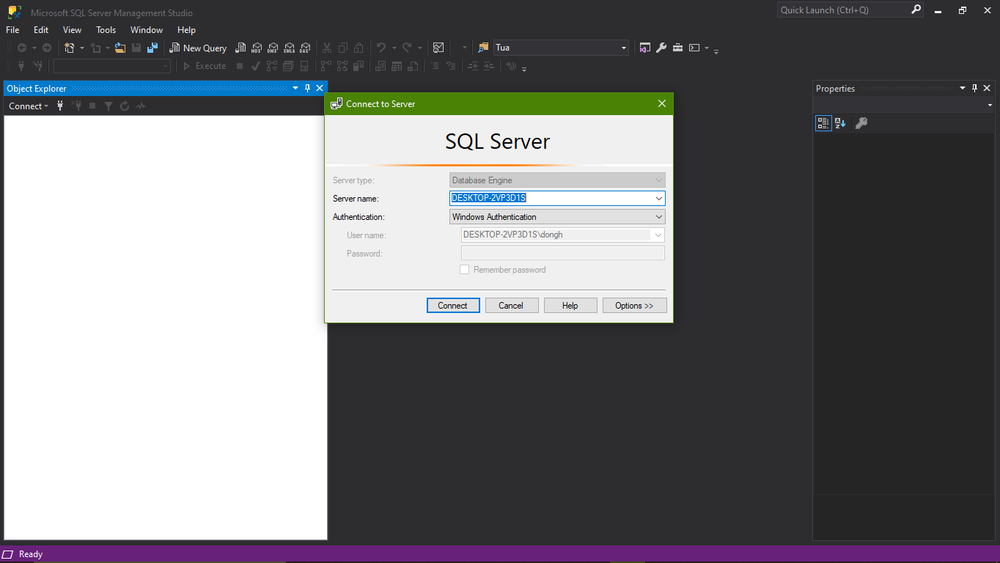 Microsoft SQL Server Management Studio
Quick Launch (Ctrl+Q)
File Edit View Tools Window Help
New Query MDX DMX XMLA DAX Tua
Execute
Object Explorer
Connect
Connect to Server
SQL Server
Server type: Database Engine
Server name: DESKTOP-2VP3D1S
Authentication: Windows Authentication
User name: DESKTOP-2VP3D1S\dongh
Password:
Remember password
Connect Cancel Help Options >>
Properties
Ready